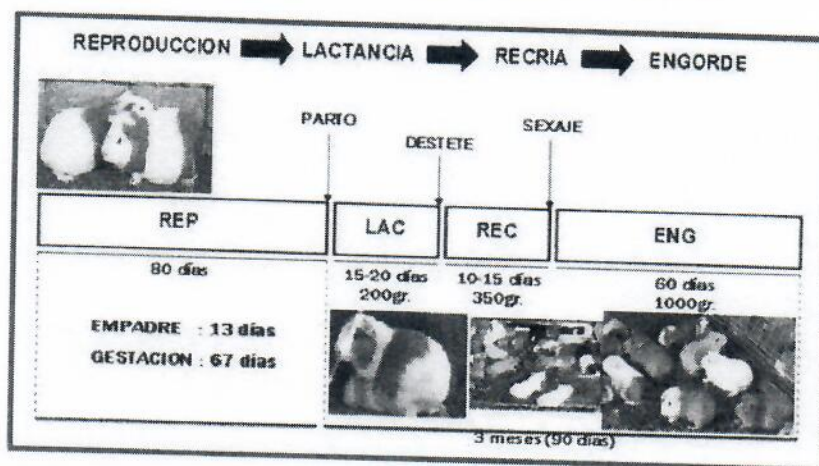 REPRODUCCION LACTANCIA RECRIA ENGORDE
PARTO
DESTETE
SEXAJE
REP
LAC
REC
ENG
80 días
15-20 días
200gr.
10-15 días
350gr.
60 días
1000gr.
EMPADRE : 13 días
GESTACION : 67 días
3 meses (90 días)